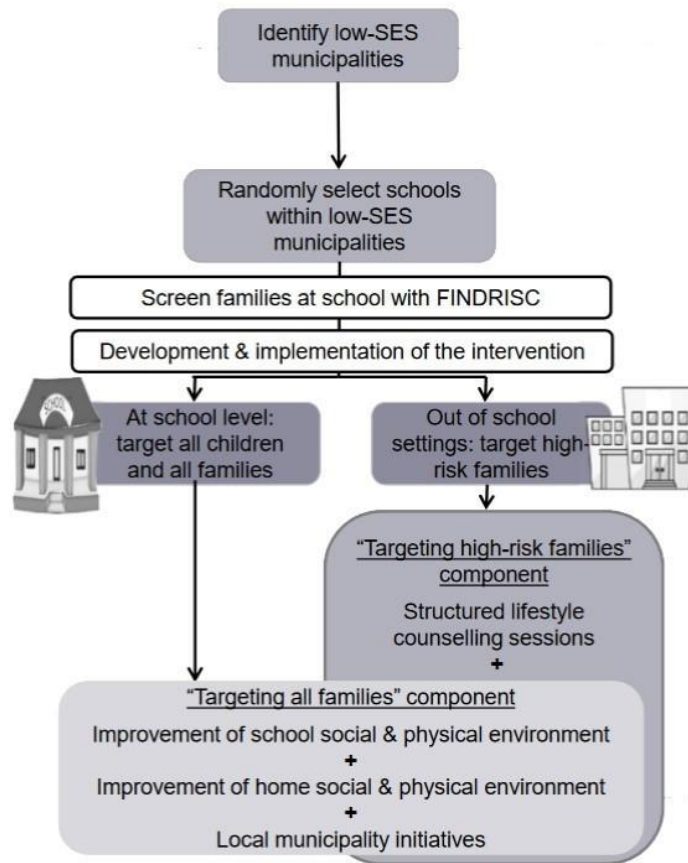 Identify low-SES
municipalities
Randomly select schools
within low-SES
municipalities
Screen families at school with FINDRISC
Development & implementation of the intervention
SCHOOL
At school level:
target all children
and all families
Out of school
settings: target high-
risk families
“Targeting high-risk families”
component
Structured lifestyle
counselling sessions
+
“Targeting all families” component
Improvement of school social & physical environment
+
Improvement of home social & physical environment
+
Local municipality initiatives